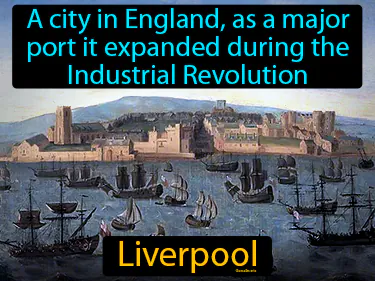 A city in England, as a major
port it expanded during the
Industrial Revolution
Liverpool